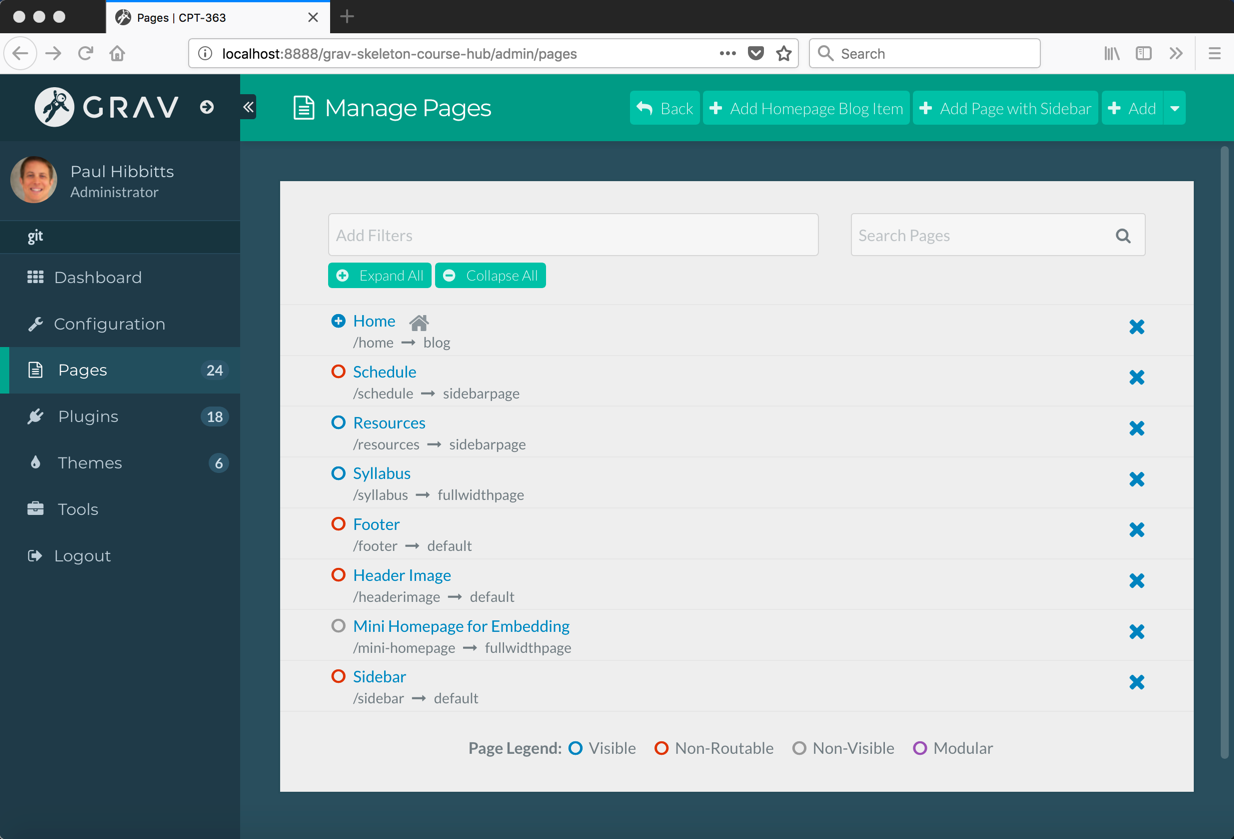 Pages | CPT-363
localhost:8888/grav-skeleton-course-hub/admin/pages
Search
GRAV
Manage Pages
Back
Add Homepage Blog Item
Add Page with Sidebar
Add
Paul Hibbitts
Administrator
git
Dashboard
Configuration
Pages 24
Plugins 18
Themes 6
Tools
Logout
Add Filters
Search Pages
Expand All
Collapse All
Home
/home → blog
Schedule
/schedule → sidebarpage
Resources
/resources → sidebarpage
Syllabus
/syllabus → fullwidthpage
Footer
/footer → default
Header Image
/headerimage → default
Mini Homepage for Embedding
/mini-homepage → fullwidthpage
Sidebar
/sidebar → default
Page Legend: Visible Non-Routable Non-Visible Modular